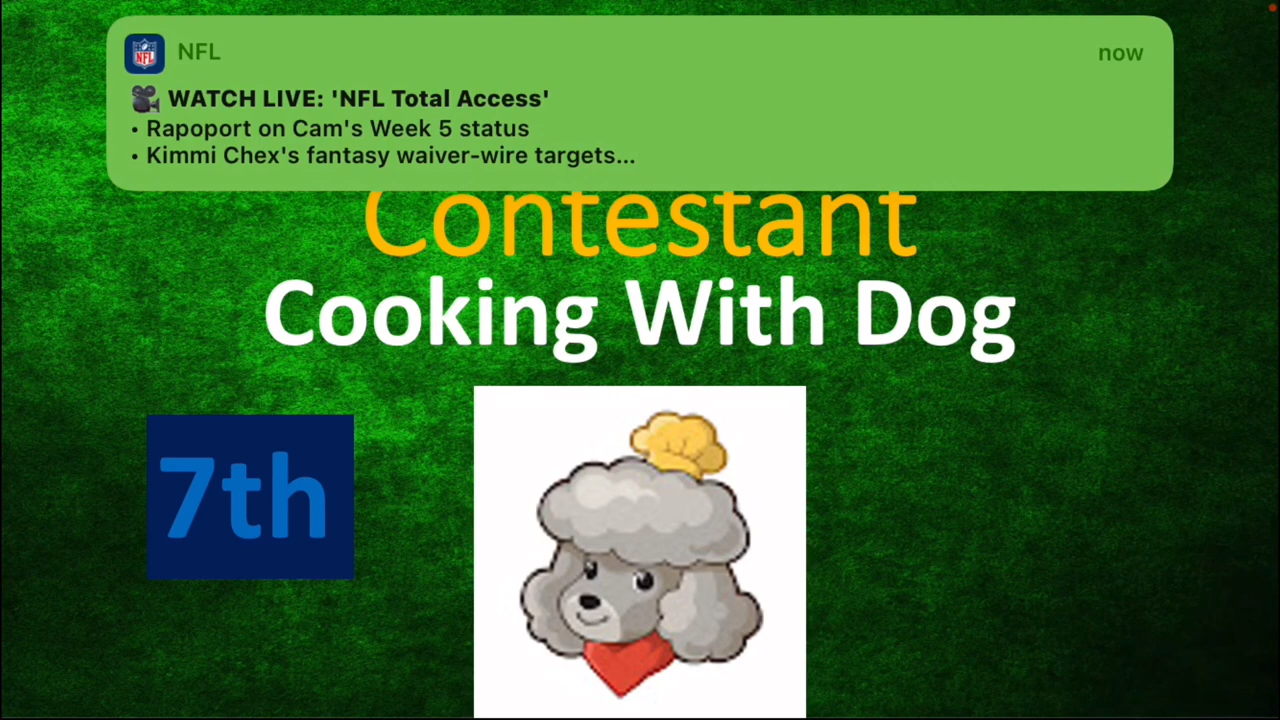 NFL
NFL
now
🎥 WATCH LIVE: 'NFL Total Access'
• Rapoport on Cam's Week 5 status
• Kimmi Chex's fantasy waiver-wire targets...
Contestant
Cooking With Dog
7th